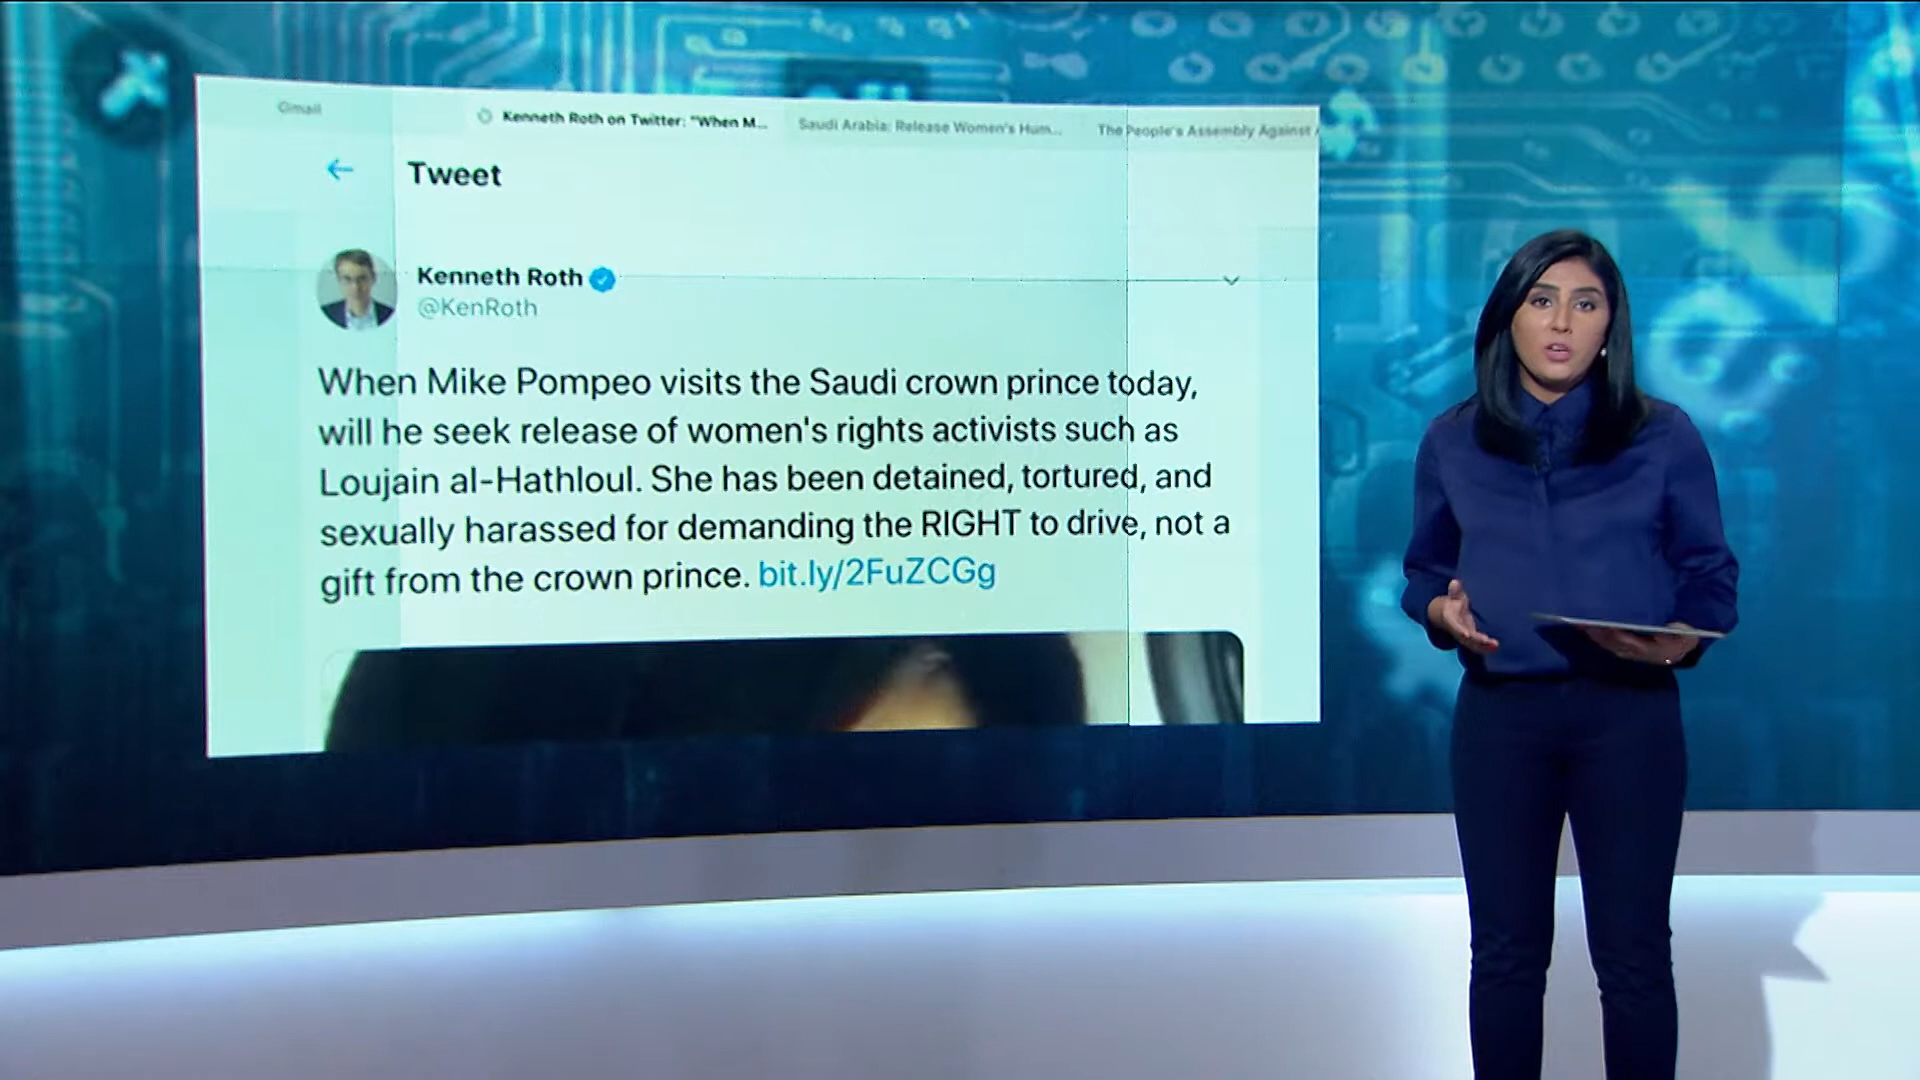 Gmail
Kenneth Roth on Twitter: "When M...
Saudi Arabia: Release Women's Hum...
The People's Assembly Against
Tweet
Kenneth Roth
@KenRoth
When Mike Pompeo visits the Saudi crown prince today,
will he seek release of women's rights activists such as
Loujain al-Hathloul. She has been detained, tortured, and
sexually harassed for demanding the RIGHT to drive, not a
gift from the crown prince. bit.ly/2FuZCGg